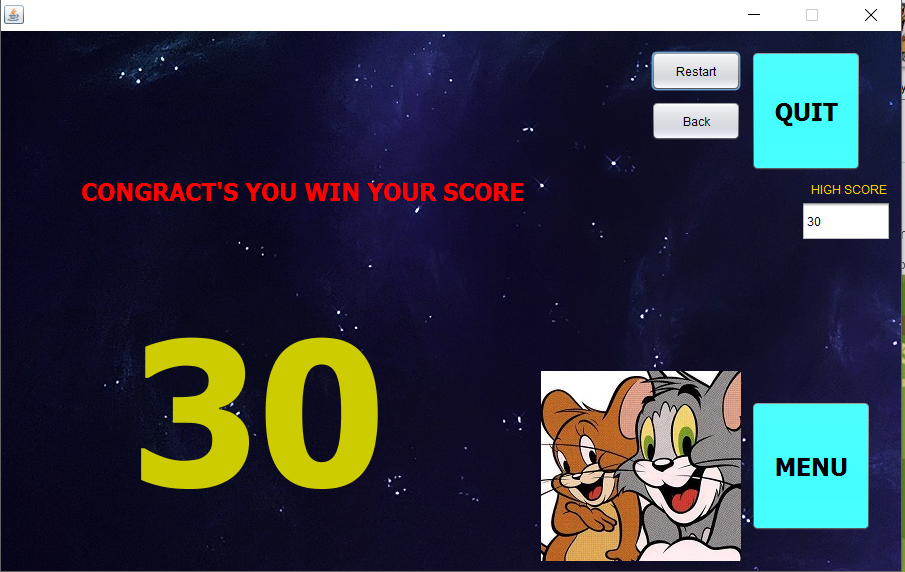 Restart
QUIT
Back
CONGRACT'S YOU WIN YOUR SCORE
HIGH SCORE
30
30
MENU